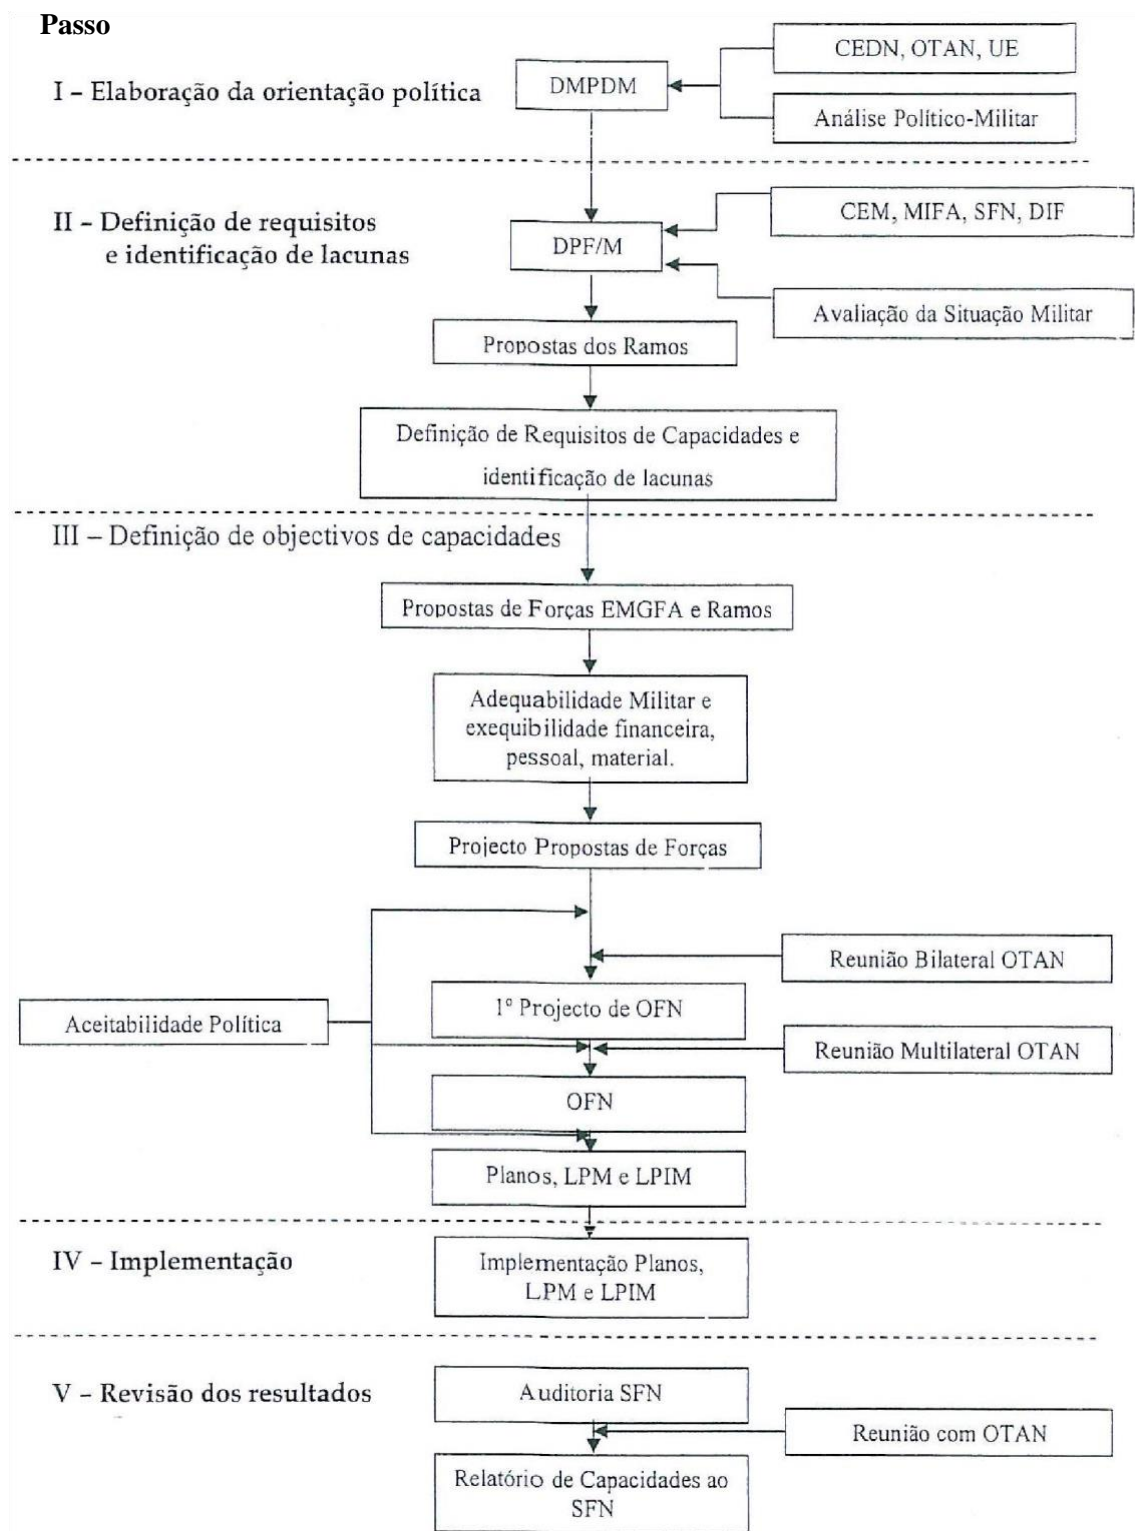 Passo
CEDN, OTAN, UE
I – Elaboração da orientação política
DMPDM
Análise Político-Militar
II – Definição de requisitos
e identificação de lacunas
CEM, MIFA, SFN, DIF
DPF/M
Avaliação da Situação Militar
Propostas dos Ramos
Definição de Requisitos de Capacidades e
identificação de lacunas
III – Definição de objectivos de capacidades
Propostas de Forças EMGFA e Ramos
Adequabilidade Militar e
exequibilidade financeira,
pessoal, material.
Projecto Propostas de Forças
Reunião Bilateral OTAN
1º Projecto de OFN
Aceitabilidade Política
Reunião Multilateral OTAN
OFN
Planos, LPM e LPIM
IV – Implementação
Implementação Planos,
LPM e LPIM
V – Revisão dos resultados
Auditoria SFN
Reunião com OTAN
Relatório de Capacidades ao
SFN